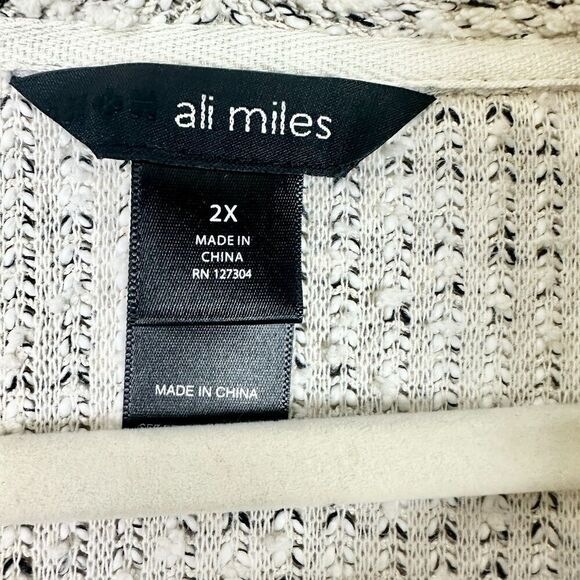 ali miles
2X
MADE IN
CHINA
RN 127304
MADE IN CHINA